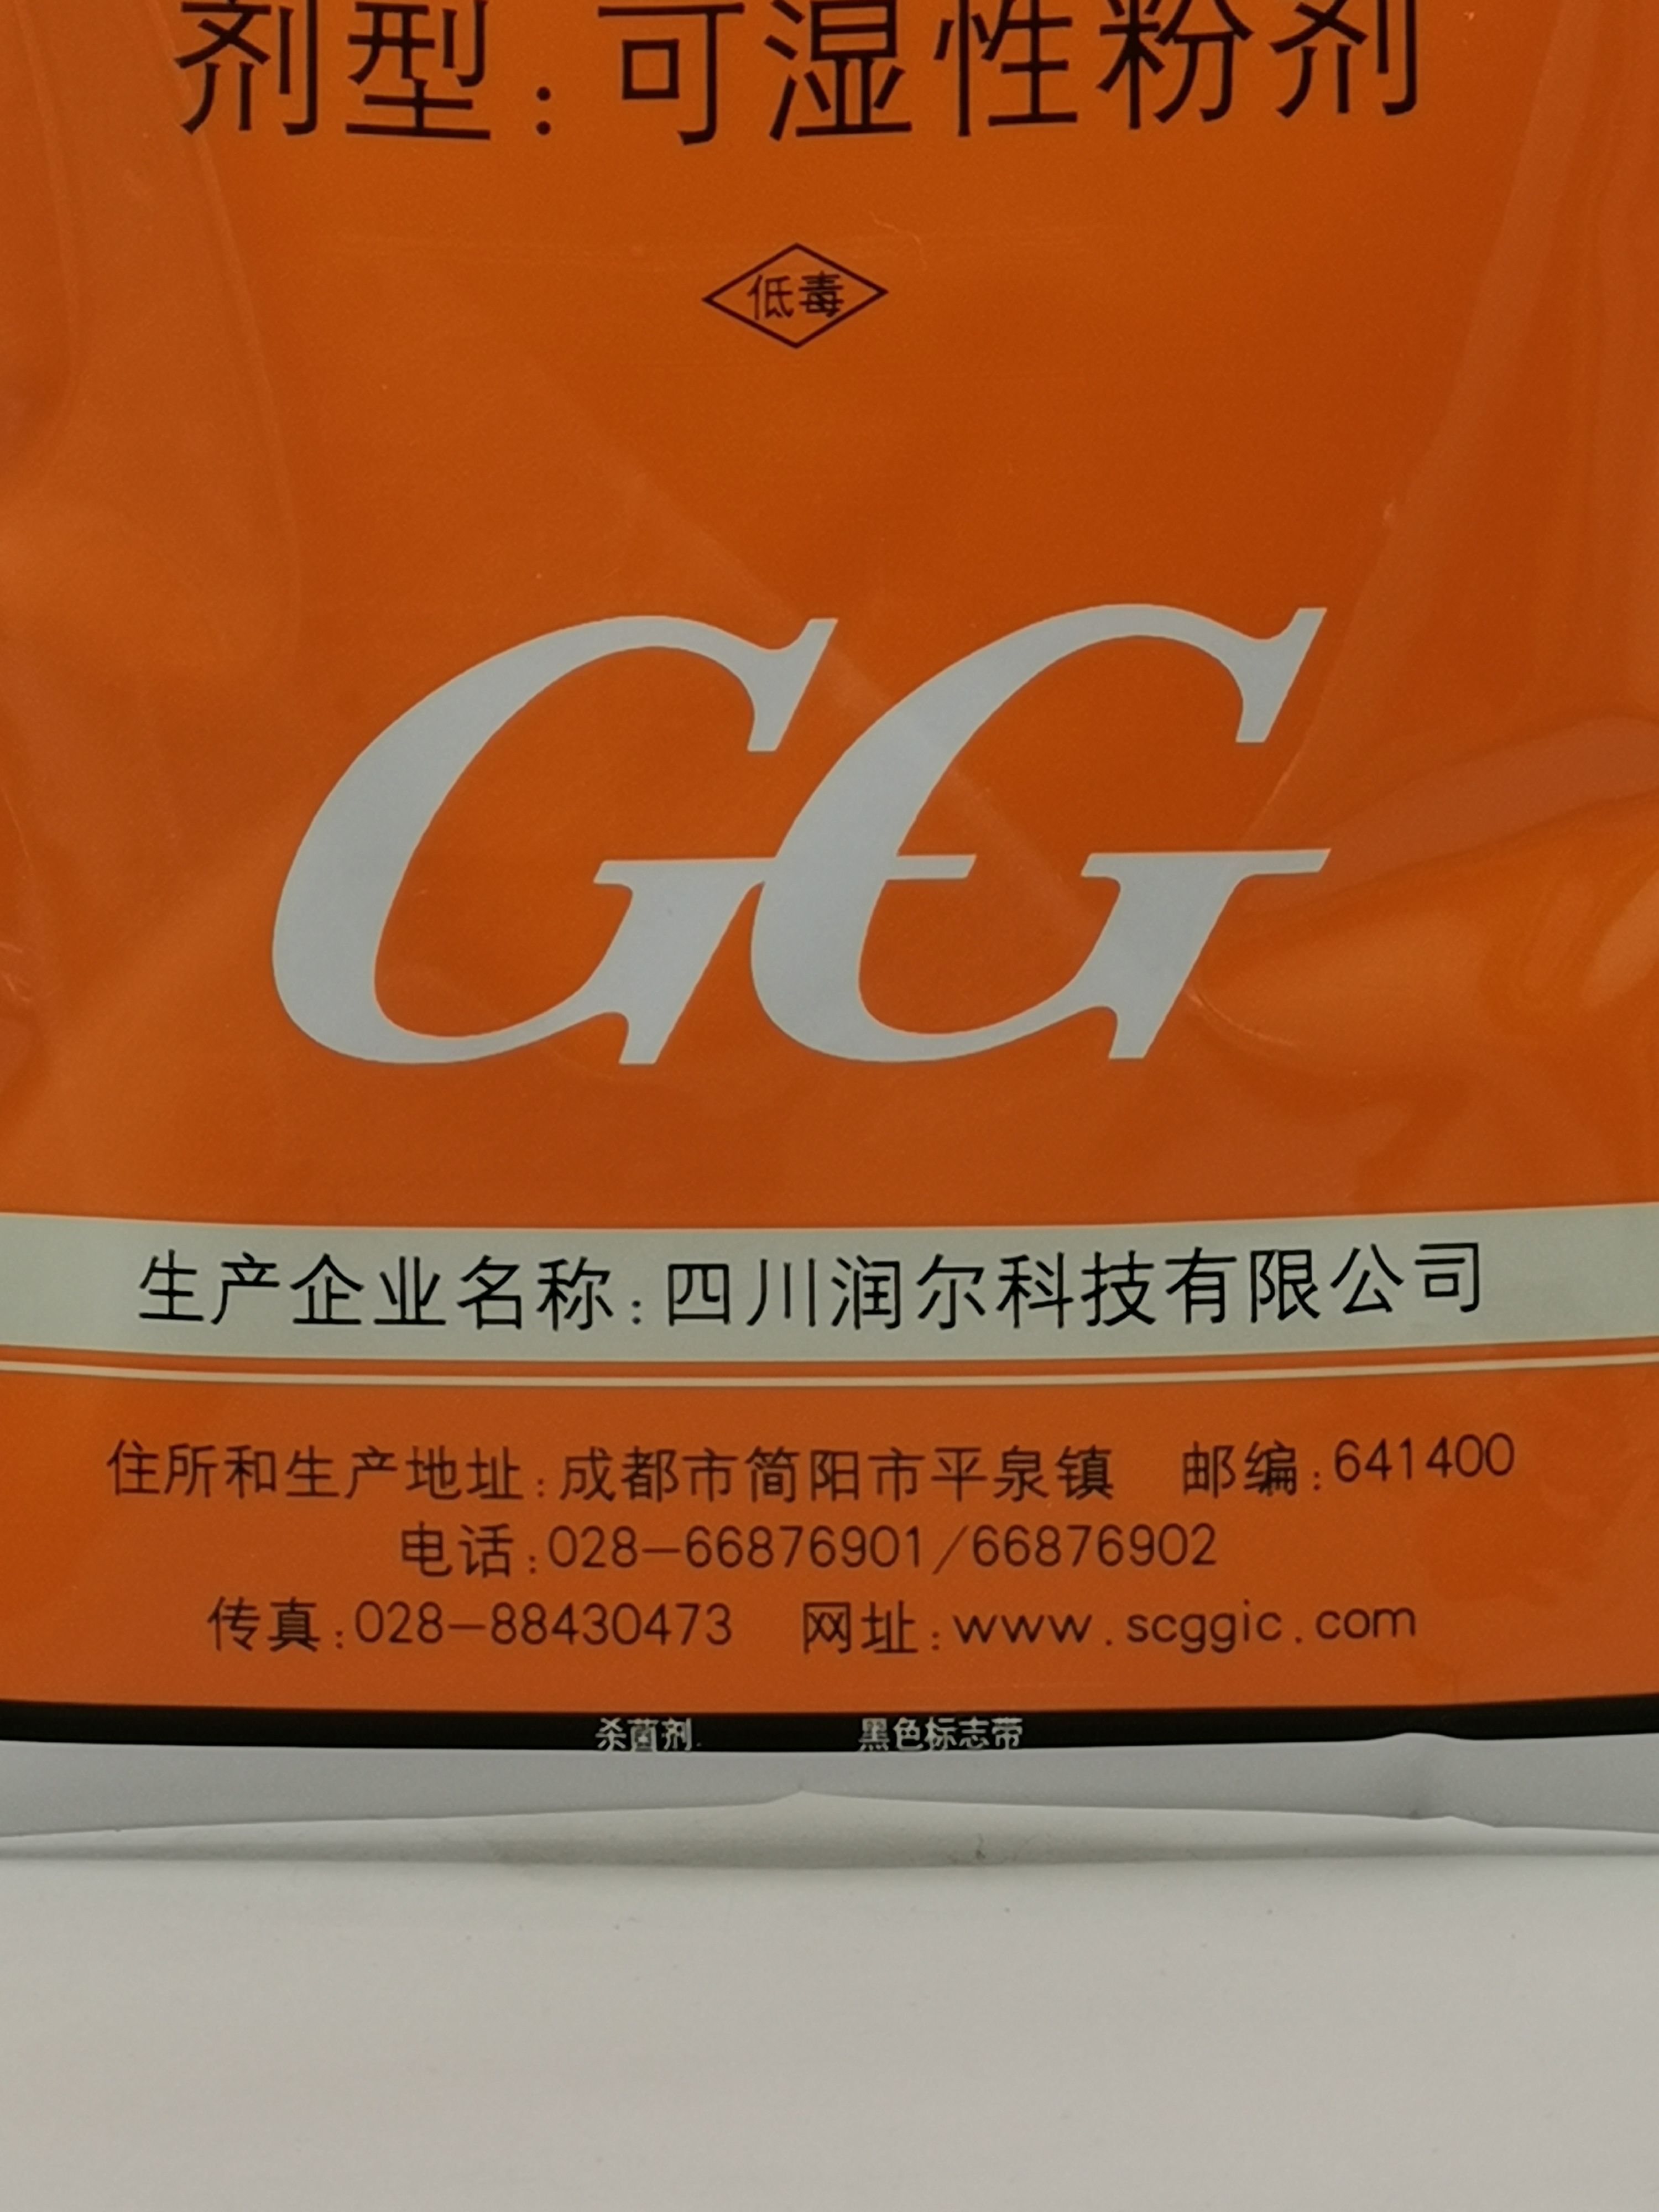 剂型：可湿性粉剂
低毒
GG
生产企业名称：四川润尔科技有限公司
住所和生产地址：成都市简阳市平泉镇 邮编：641400
电话：028-66876901/66876902
传真：028-88430473 网址：www.scggic.com
杀菌剂 黑色标志带